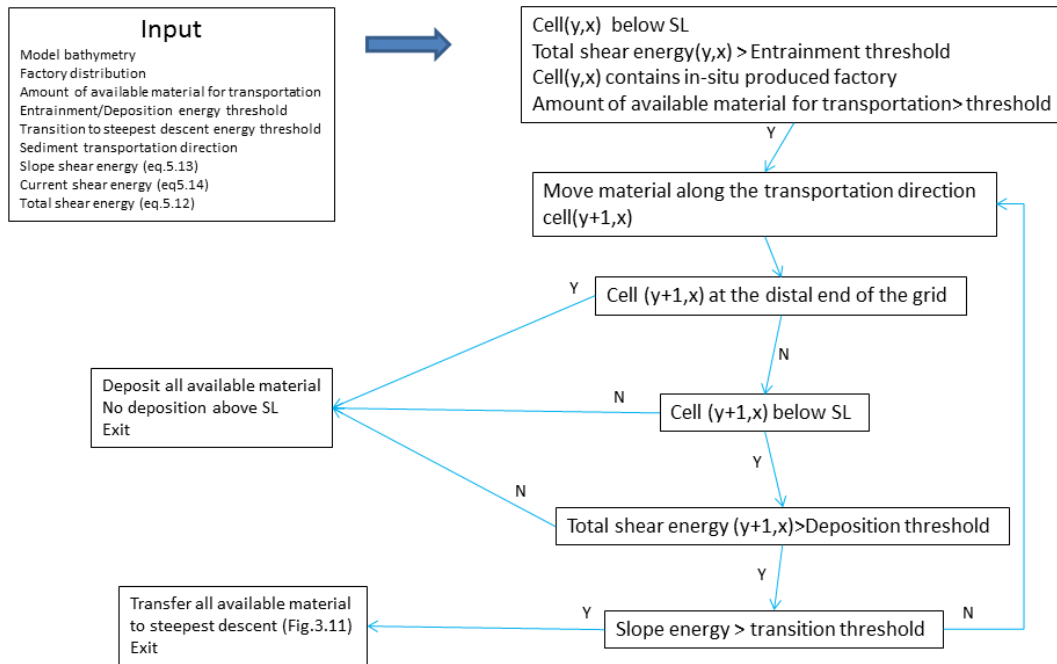 Input
Model bathymetry
Factory distribution
Amount of available material for transportation
Entrainment/Deposition energy threshold
Transition to steepest descent energy threshold
Sediment transportation direction
Slope shear energy (eq.5.13)
Current shear energy (eq5.14)
Total shear energy (eq.5.12)
Cell(y,x) below SL
Total shear energy(y,x) > Entrainment threshold
Cell(y,x) contains in-situ produced factory
Amount of available material for transportation> threshold
Y
Move material along the transportation direction
cell(y+1,x)
Y
Cell (y+1,x) at the distal end of the grid
N
Deposit all available material
No deposition above SL
Exit
N
Cell (y+1,x) below SL
Y
N
Total shear energy (y+1,x)>Deposition threshold
Y
Transfer all available material
to steepest descent (Fig.3.11)
Exit
Y
Slope energy > transition threshold
N